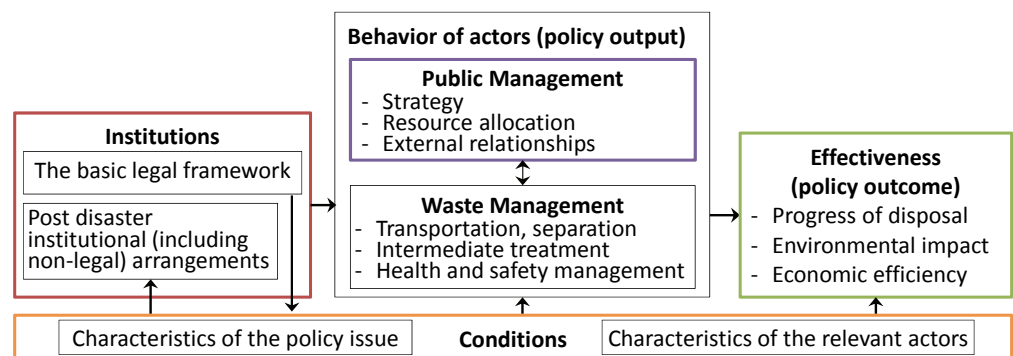 Behavior of actors (policy output)
Public Management
- Strategy
- Resource allocation
- External relationships
Institutions
The basic legal framework
Post disaster
institutional (including
non-legal) arrangements
Waste Management
- Transportation, separation
- Intermediate treatment
- Health and safety management
Effectiveness
(policy outcome)
- Progress of disposal
- Environmental impact
- Economic efficiency
Characteristics of the policy issue
Conditions
Characteristics of the relevant actors